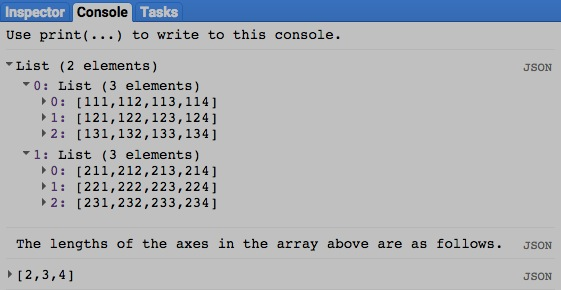 Inspector Console Tasks
Use print(...) to write to this console.
List (2 elements) JSON
0: List (3 elements)
0: [111,112,113,114]
1: [121,122,123,124]
2: [131,132,133,134]
1: List (3 elements)
0: [211,212,213,214]
1: [221,222,223,224]
2: [231,232,233,234]
The lengths of the axes in the array above are as follows. JSON
[2,3,4] JSON